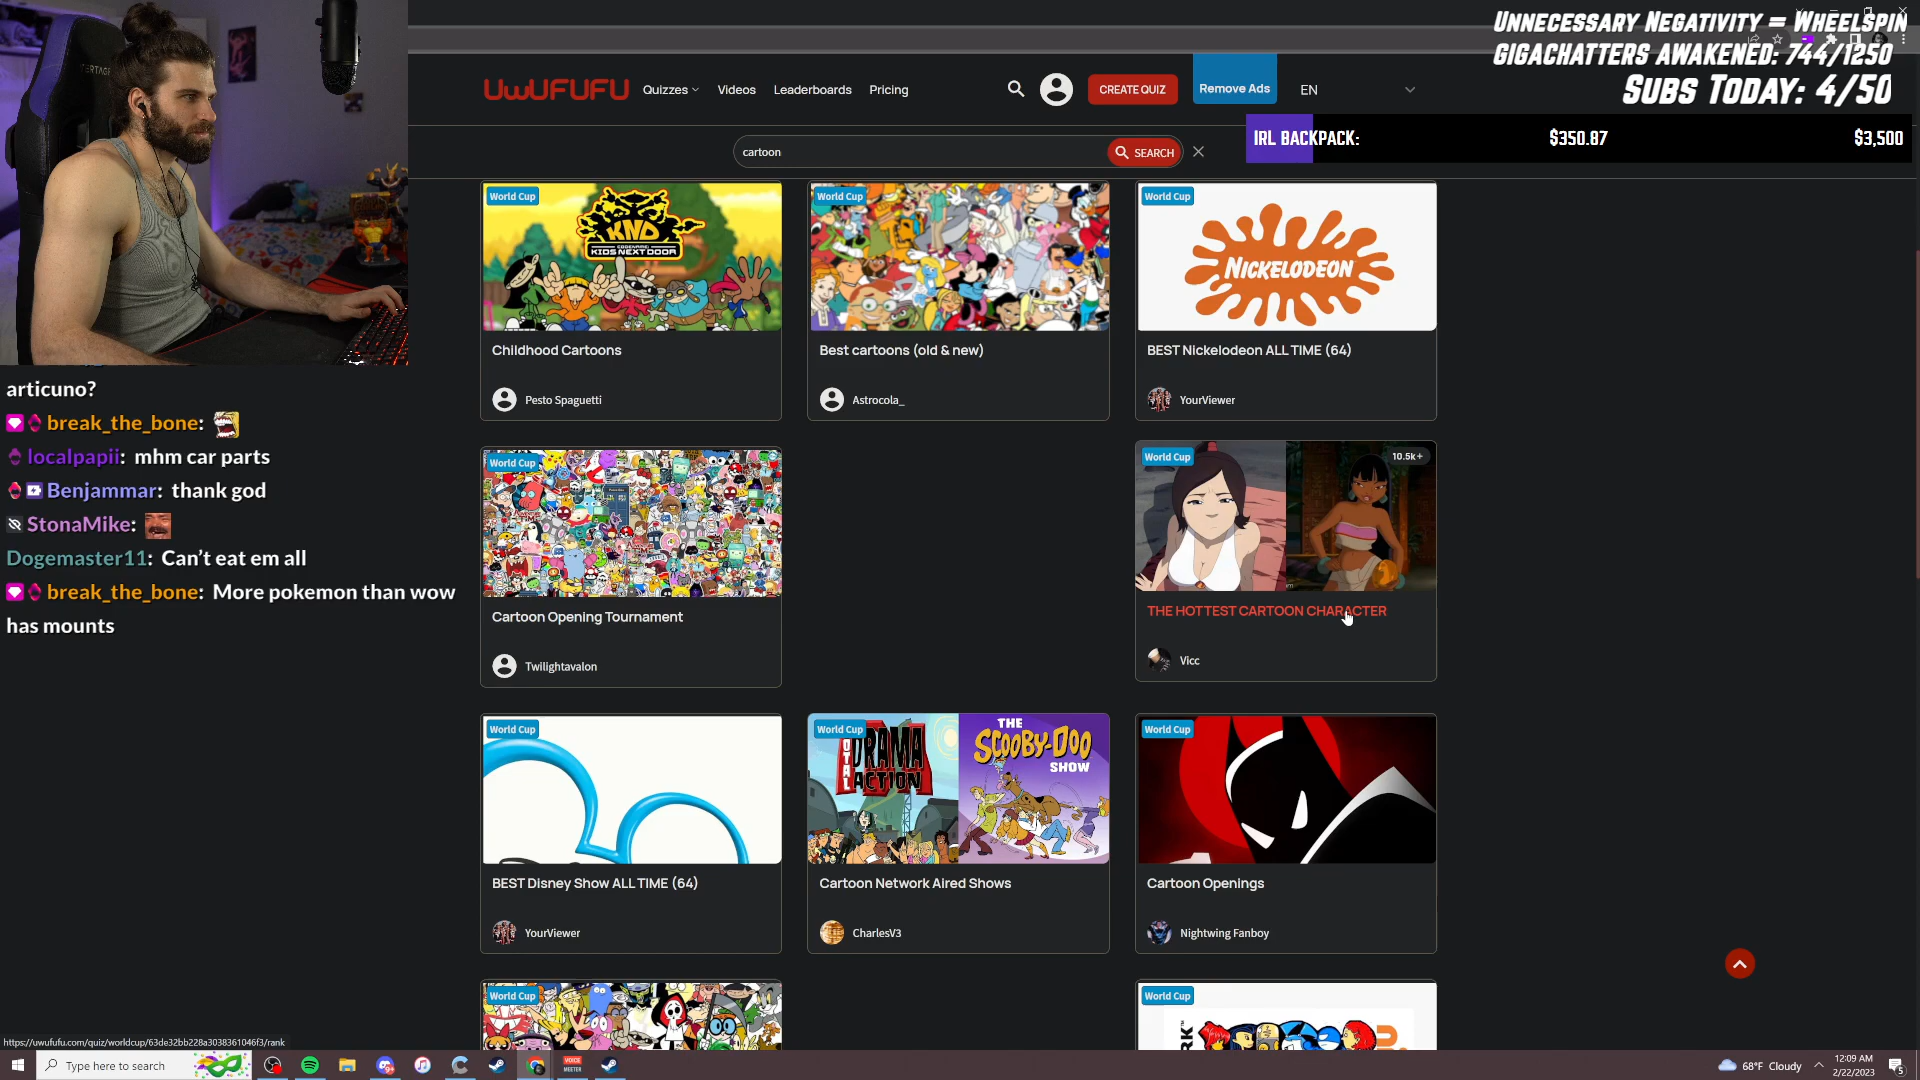 UNNECESSARY NEGATIVITY = WHEELSPIN
GIGACHATTERS AWAKENED: 744/1250
SUBS TODAY: 4/50
IRL BACKPACK: $350.87 $3,500
UWUFUFU
Quizzes
Videos
Leaderboards
Pricing
CREATE QUIZ
Remove Ads
EN
cartoon
SEARCH
World Cup
KND
CODENAME:
KIDS NEXT DOOR
Childhood Cartoons
Pesto Spaguetti
World Cup
Best cartoons (old & new)
Astrocola_
World Cup
NICKELODEON
BEST Nickelodeon ALL TIME (64)
YourViewer
articuno?
break_the_bone:
localpapii: mhm car parts
Benjammar: thank god
StonaMike:
Dogemaster11: Can't eat em all
break_the_bone: More pokemon than wow
has mounts
World Cup
Cartoon Opening Tournament
Twilightavalon
World Cup
10.5k+
THE HOTTEST CARTOON CHARACTER
Vicc
World Cup
BEST Disney Show ALL TIME (64)
YourViewer
World Cup
TOTAL
DRAMA
ACTION
THE
SCOOBY-DOO
SHOW
Cartoon Network Aired Shows
CharlesV3
World Cup
Cartoon Openings
Nightwing Fanboy
World Cup
World Cup
https://uwufufu.com/quiz/worldcup/63de32bb228a3038361046f3/rank
Type here to search
VOICE
MEETER
68°F Cloudy
12:09 AM
2/22/2023
5